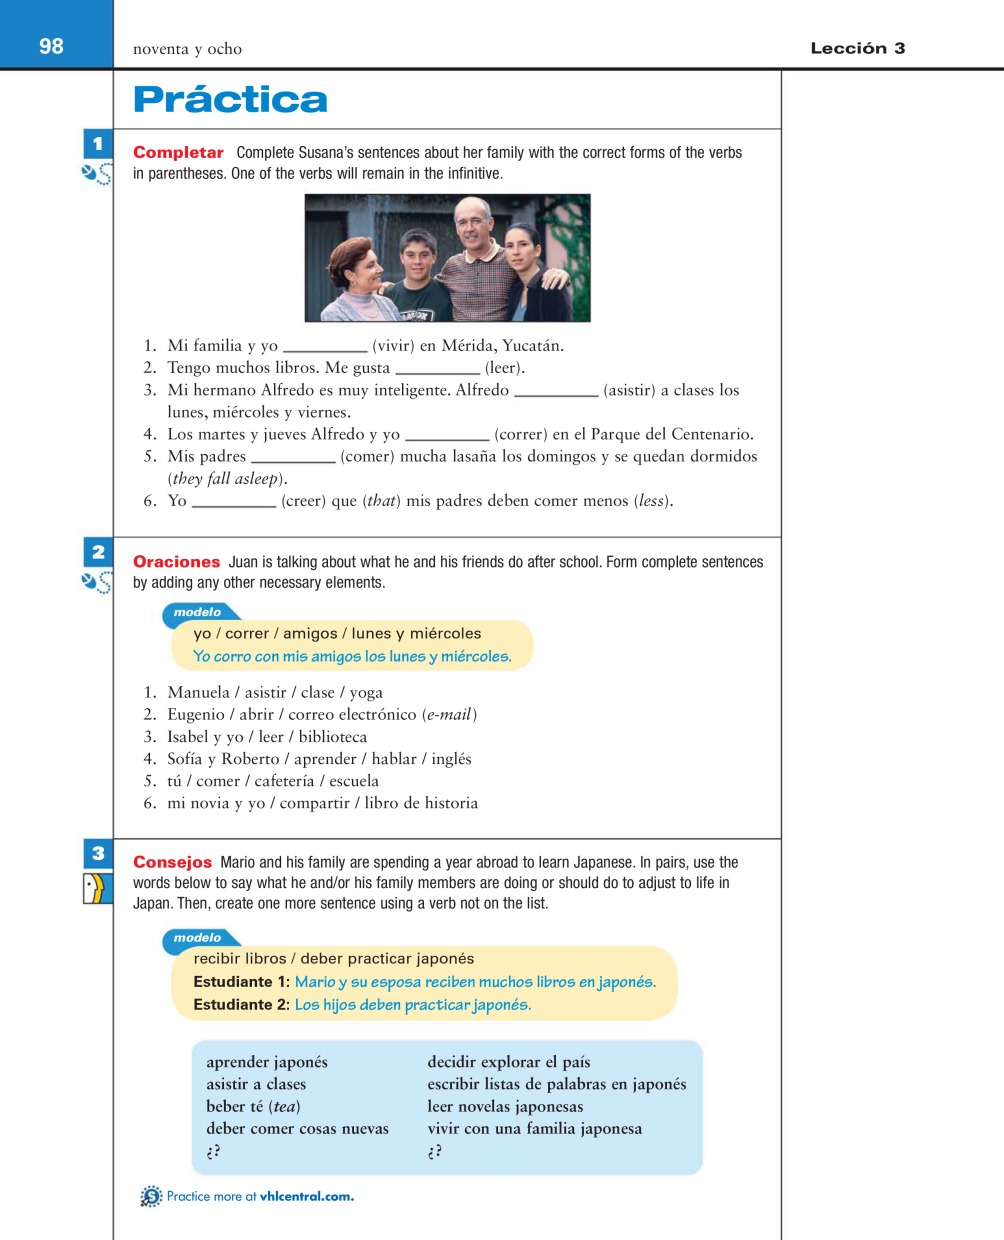 98
noventa y ocho
Lección 3
Práctica
1
Completar Complete Susana's sentences about her family with the correct forms of the verbs
in parentheses. One of the verbs will remain in the infinitive.
1. Mi familia y yo __________ (vivir) en Mérida, Yucatán.
2. Tengo muchos libros. Me gusta __________ (leer).
3. Mi hermano Alfredo es muy inteligente. Alfredo __________ (asistir) a clases los
lunes, miércoles y viernes.
4. Los martes y jueves Alfredo y yo __________ (correr) en el Parque del Centenario.
5. Mis padres __________ (comer) mucha lasaña los domingos y se quedan dormidos
(they fall asleep).
6. Yo __________ (creer) que (that) mis padres deben comer menos (less).
2
Oraciones Juan is talking about what he and his friends do after school. Form complete sentences
by adding any other necessary elements.
modelo
yo / correr / amigos / lunes y miércoles
Yo corro con mis amigos los lunes y miércoles.
1. Manuela / asistir / clase / yoga
2. Eugenio / abrir / correo electrónico (e-mail)
3. Isabel y yo / leer / biblioteca
4. Sofía y Roberto / aprender / hablar / inglés
5. tú / comer / cafetería / escuela
6. mi novia y yo / compartir / libro de historia
3
Consejos Mario and his family are spending a year abroad to learn Japanese. In pairs, use the
words below to say what he and/or his family members are doing or should do to adjust to life in
Japan. Then, create one more sentence using a verb not on the list.
modelo
recibir libros / deber practicar japonés
Estudiante 1: Mario y su esposa reciben muchos libros en japonés.
Estudiante 2: Los hijos deben practicar japonés.
aprender japonés
asistir a clases
beber té (tea)
deber comer cosas nuevas
¿?
decidir explorar el país
escribir listas de palabras en japonés
leer novelas japonesas
vivir con una familia japonesa
¿?
S Practice more at vhlcentral.com.